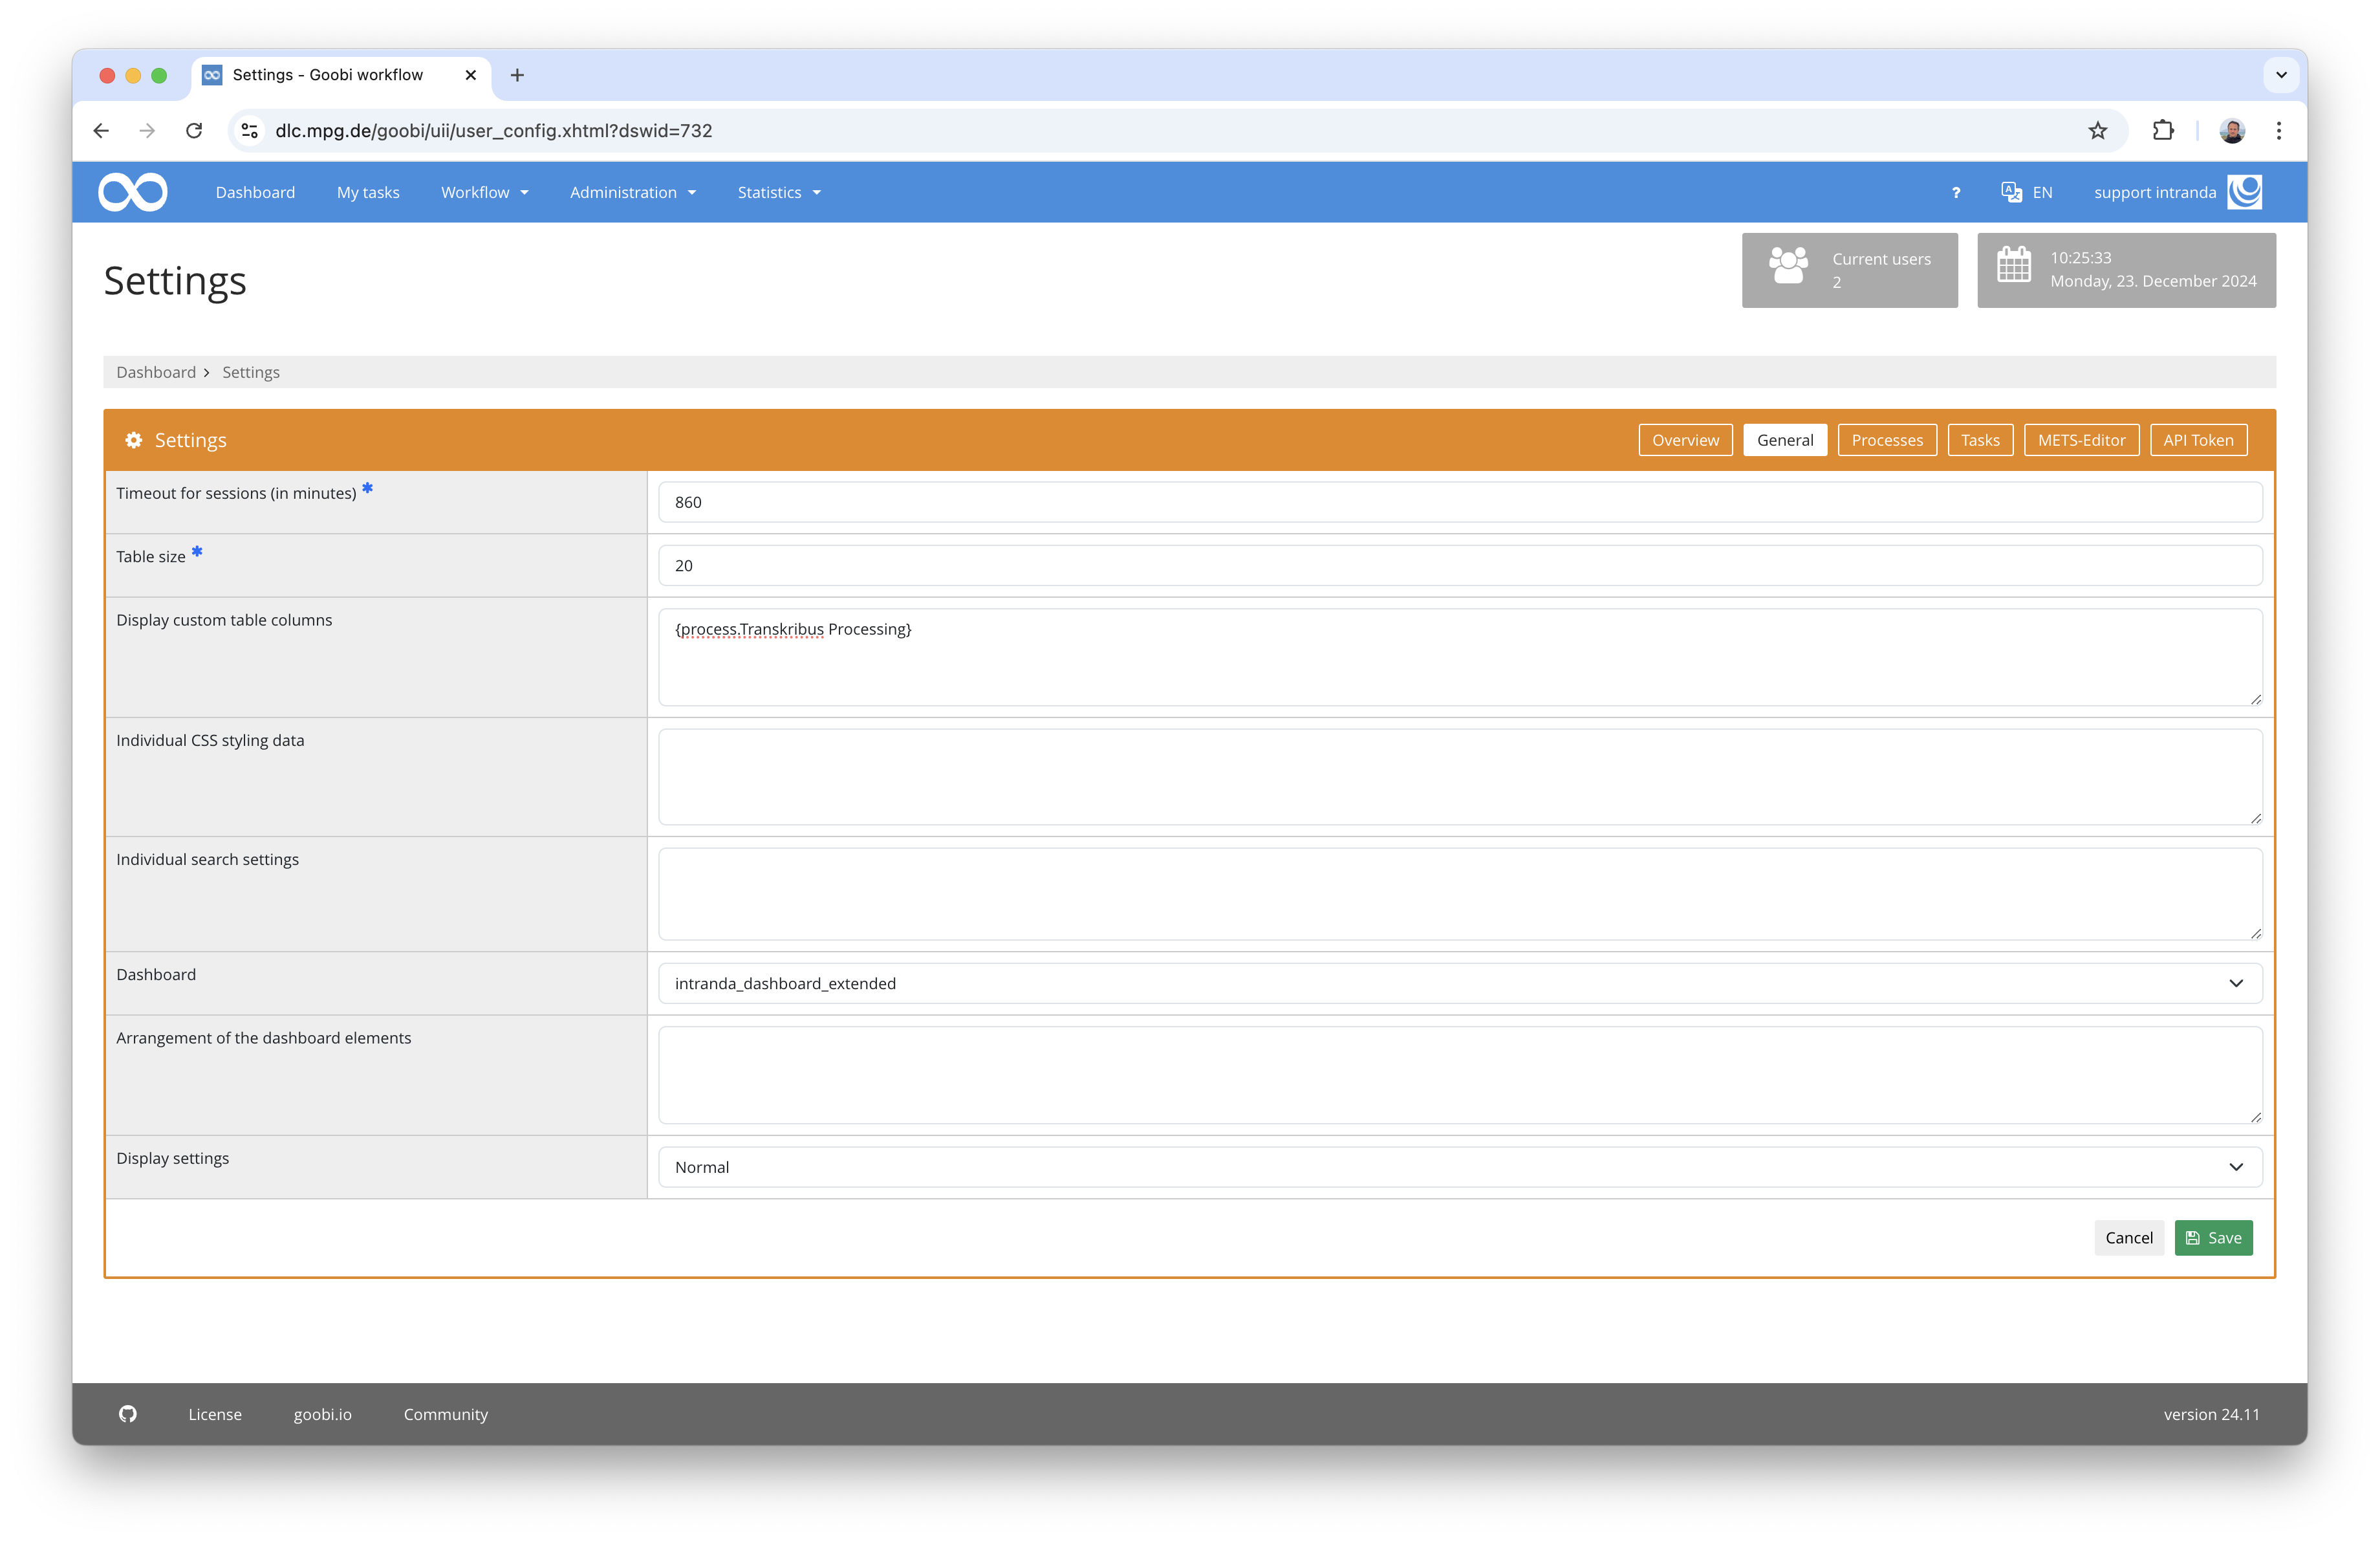 Settings - Goobi workflow
dlc.mpg.de/goobi/uii/user_config.xhtml?dswid=732
Dashboard My tasks Workflow Administration Statistics ? EN support intranda
Settings
Current users
2
10:25:33
Monday, 23. December 2024
Dashboard > Settings
Settings Overview General Processes Tasks METS-Editor API Token
Timeout for sessions (in minutes) * 860
Table size * 20
Display custom table columns {process.Transkribus Processing}
Individual CSS styling data
Individual search settings
Dashboard intranda_dashboard_extended
Arrangement of the dashboard elements
Display settings Normal
Cancel Save
License goobi.io Community version 24.11